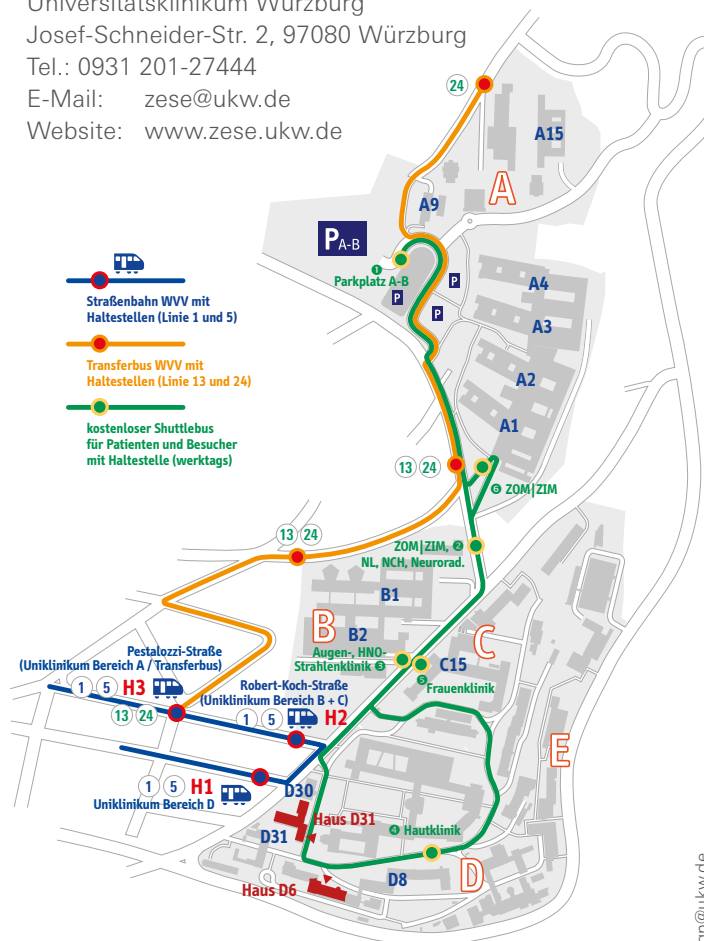 Universitätsklinikum Würzburg
Josef-Schneider-Str. 2, 97080 Würzburg
Tel.: 0931 201-27444
E-Mail: zese@ukw.de
Website: www.zese.ukw.de
24
A15
A
A9
P A-B
1
Parkplatz A-B
P
P
P
A4
A3
A2
A1
Straßenbahn WVV mit
Haltestellen (Linie 1 und 5)
Transferbus WVV mit
Haltestellen (Linie 13 und 24)
kostenloser Shuttlebus
für Patienten und Besucher
mit Haltestelle (werktags)
13 24
6 ZOM|ZIM
13 24
ZOM|ZIM, 2
NL, NCH, Neurorad.
B1
B
B2
C
Augen-, HNO-
Strahlenklinik 3
C15
5
Frauenklinik
Pestalozzi-Straße
(Uniklinikum Bereich A / Transferbus)
1 5 H3
13 24
Robert-Koch-Straße
(Uniklinikum Bereich B + C)
1 5 H2
E
1 5 H1
Uniklinikum Bereich D
D30
Haus D31
D31
4 Hautklinik
D8
D
Haus D6
@ukw.de